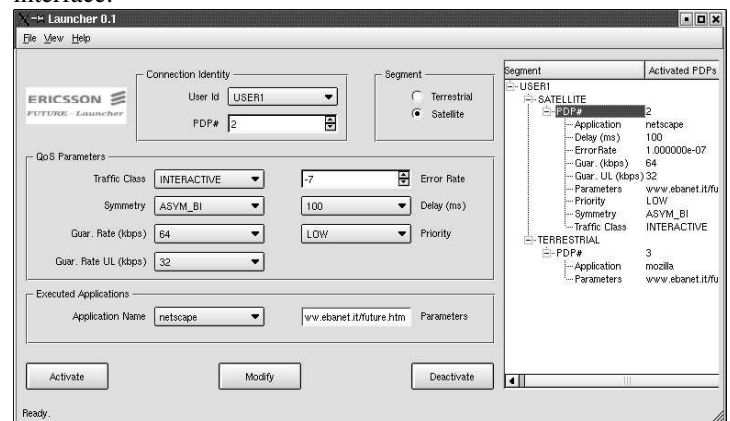 interface.
Launcher 0.1
File View Help
ERICSSON
FUTURE - Launcher
Connection Identity
User Id USER1
PDP# 2
Segment
Terrestrial
Satellite
QoS Parameters
Traffic Class INTERACTIVE -7 Error Rate
Symmetry ASYM_BI 100 Delay (ms)
Guar. Rate (kbps) 64 LOW Priority
Guar. Rate UL (kbps) 32
Executed Applications
Application Name netscape ww.ebanet.it/future.htm Parameters
Activate Modify Deactivate
Ready.
Segment Activated PDPs
USER1
SATELLITE
PDP# 2
Application netscape
Delay (ms) 100
ErrorRate 1.000000e-07
Guar. (kbps) 64
Guar. UL (kbps) 32
Parameters www.ebanet.it/fu
Priority LOW
Symmetry ASYM_BI
Traffic Class INTERACTIVE
TERRESTRIAL
PDP# 3
Application mozilla
Parameters www.ebanet.it/fu